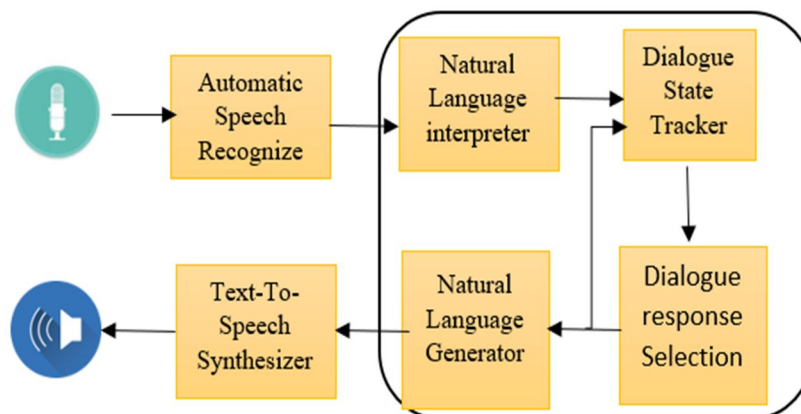 Automatic
Speech
Recognize
Natural
Language
interpreter
Dialogue
State
Tracker
Text-To-
Speech
Synthesizer
Natural
Language
Generator
Dialogue
response
Selection